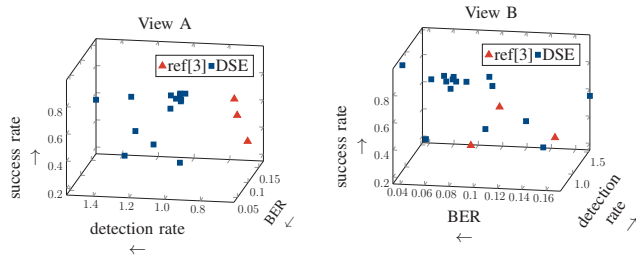 View A
View B
▲ ref[3] ■ DSE
▲ ref[3] ■ DSE
success rate →
0.8
0.6
0.4
0.2
1.4
1.2
1.0
0.8
detection rate
←
0.15
0.1
0.05
BER ←
success rate →
0.8
0.6
0.4
0.2
0.04 0.06 0.08 0.1 0.12 0.14 0.16
BER
←
1.5
1.0
detection rate →